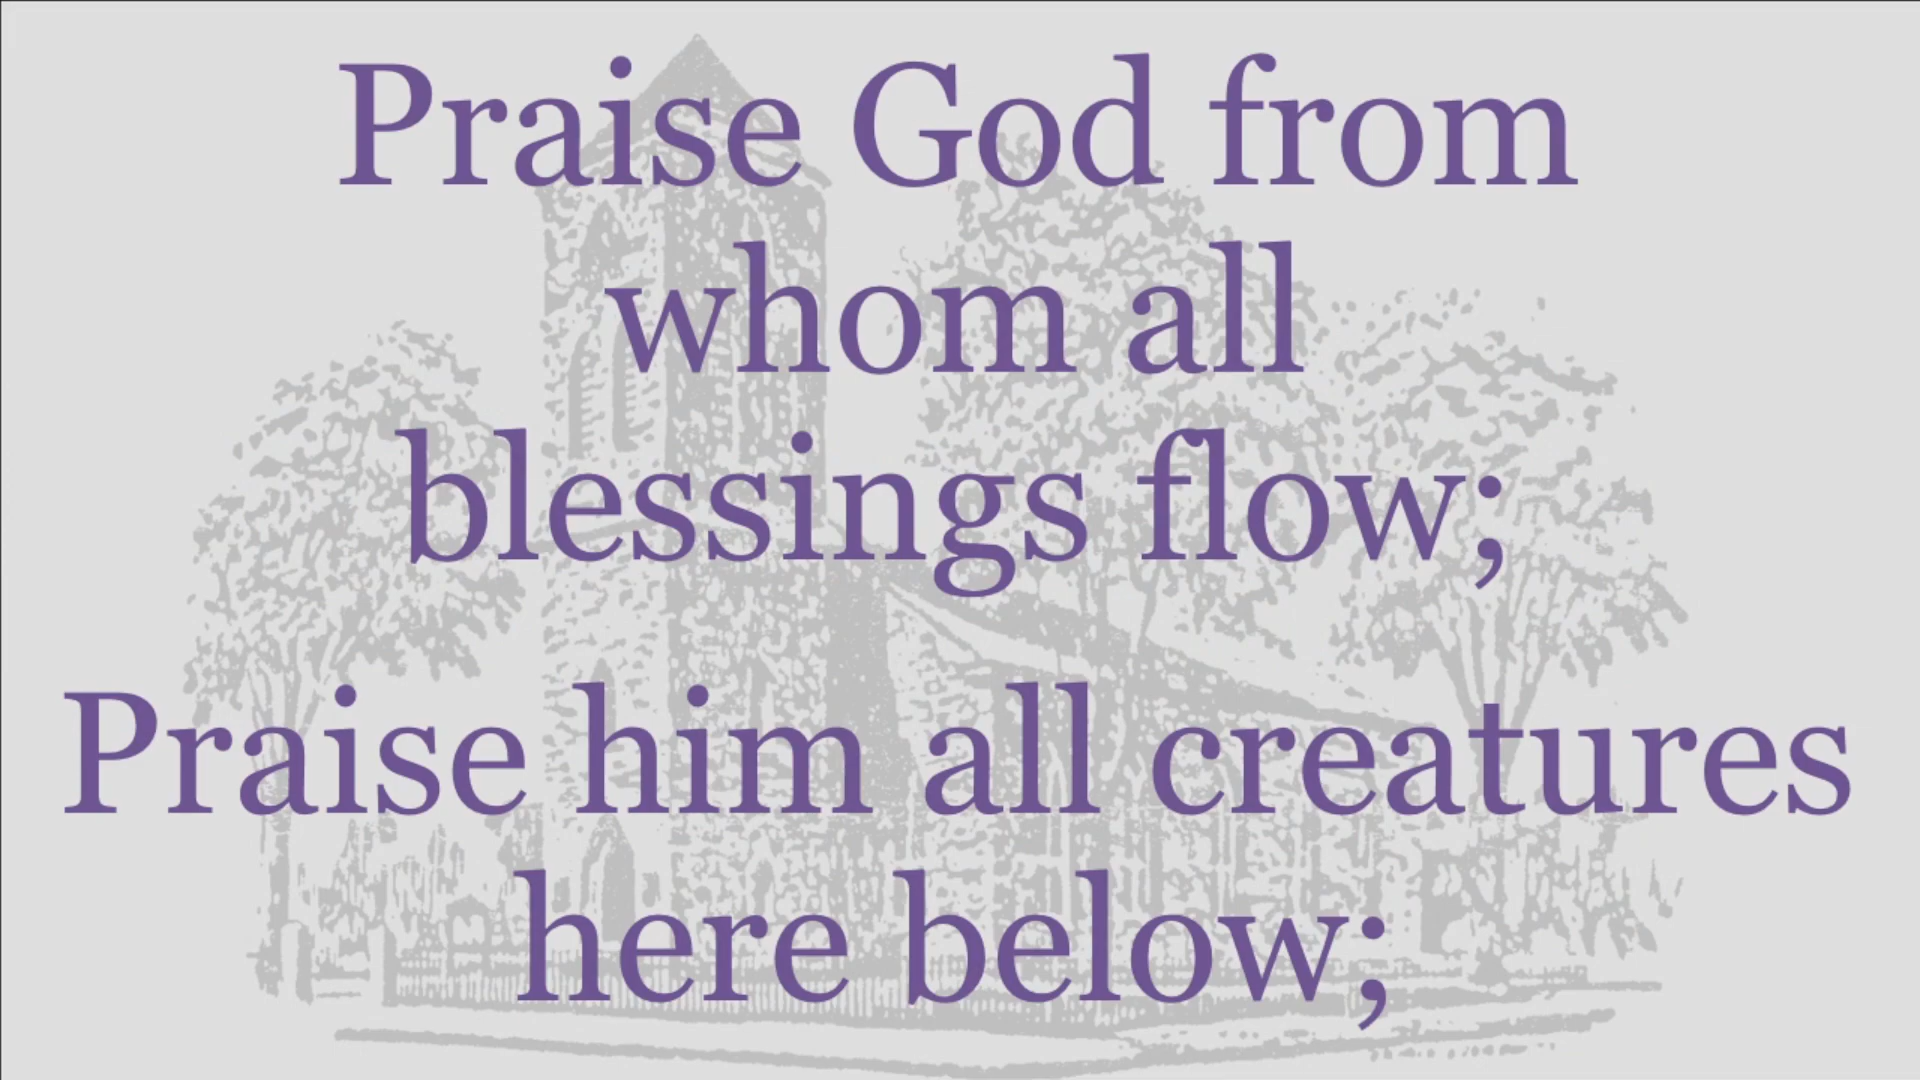 Praise God from
whom all
blessings flow;
Praise him all creatures
here below;